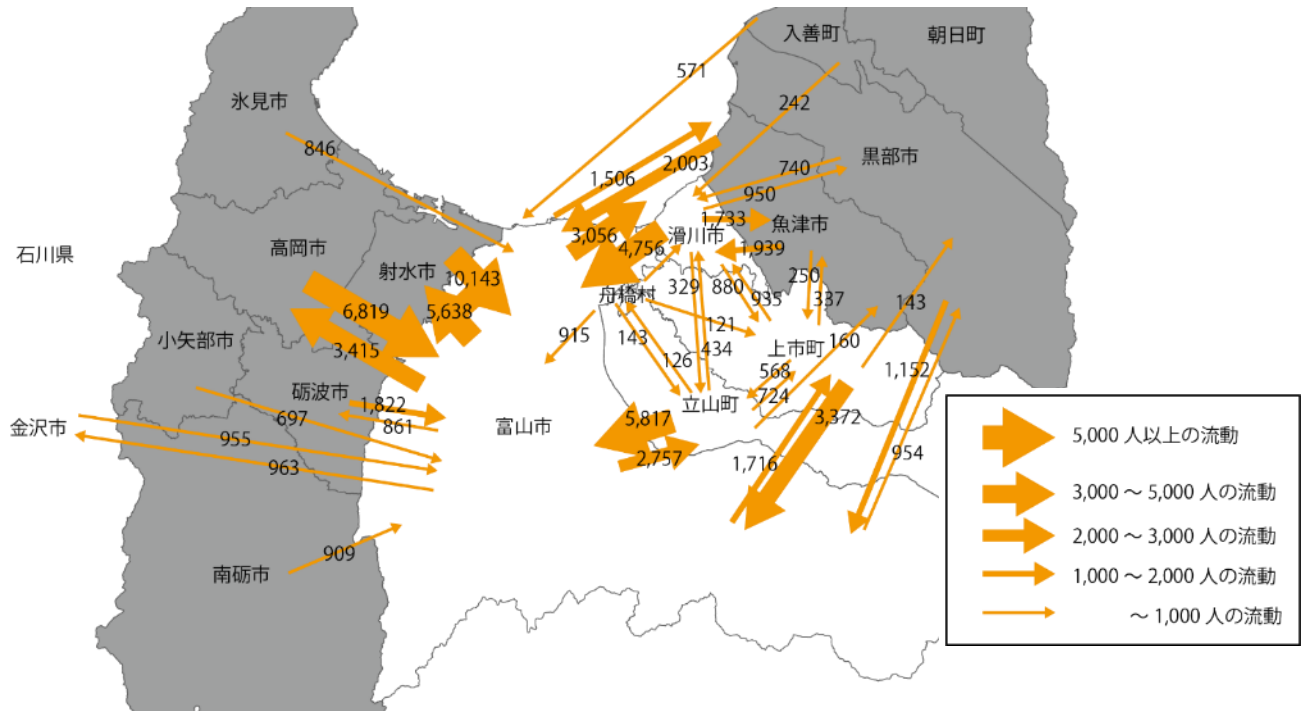 入善町
朝日町
571
氷見市
242
846
黒部市
2,003
740
1,506
950
1,733
魚津市
3,056
滑川市
高岡市
4,756
1,939
石川県
射水市
10,143
250
329
880
935
337
143
舟橋村
6,819
5,638
121
915
143
小矢部市
160
3,415
126
434
上市町
1,152
568
砺波市
724
1,822
立山町
697
5,817
3,372
金沢市
861
富山市
955
954
963
2,757
1,716
909
南砺市
5,000 人以上の流動
3,000 ～ 5,000 人の流動
2,000 ～ 3,000 人の流動
1,000 ～ 2,000 人の流動
～ 1,000 人の流動